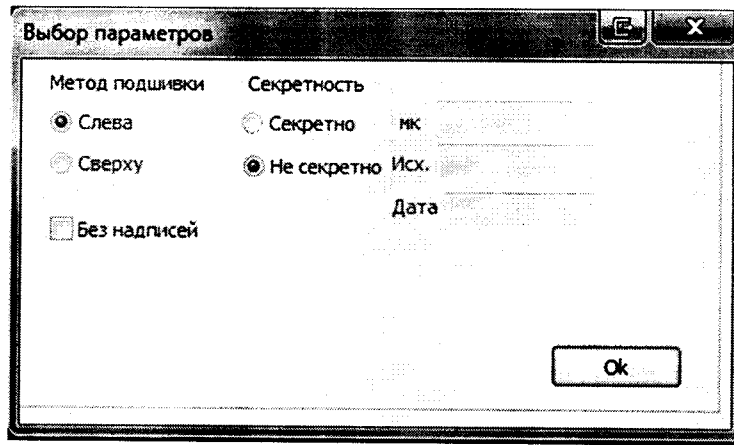 Выбор параметров
Метод подшивки Секретность
Слева Секретно мк
Сверху Не секретно Исх.
Дата
Без надписей
Ok